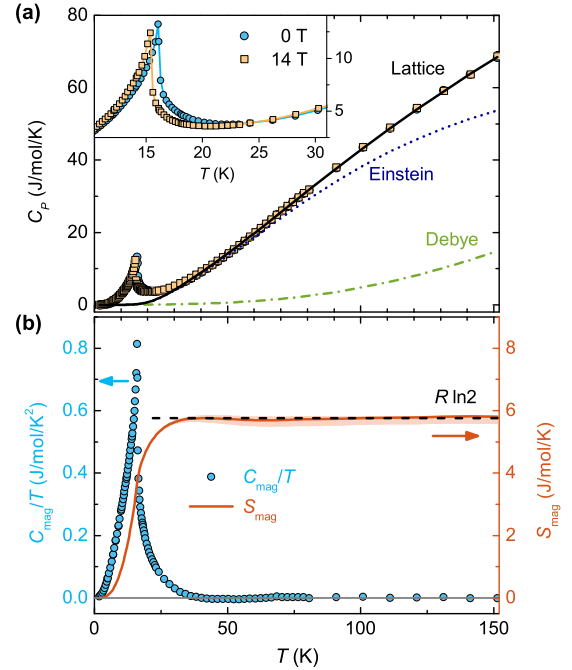 (a)
80
60
40
20
0
C_P (J/mol/K)
0 T
14 T
10
5
15 20 25 30
T (K)
Lattice
Einstein
Debye
(b)
0.8
0.6
0.4
0.2
0.0
C_mag/T (J/mol/K²)
R ln2
C_mag/T
S_mag
8
6
4
2
0
S_mag (J/mol/K)
0 50 100 150
T (K)